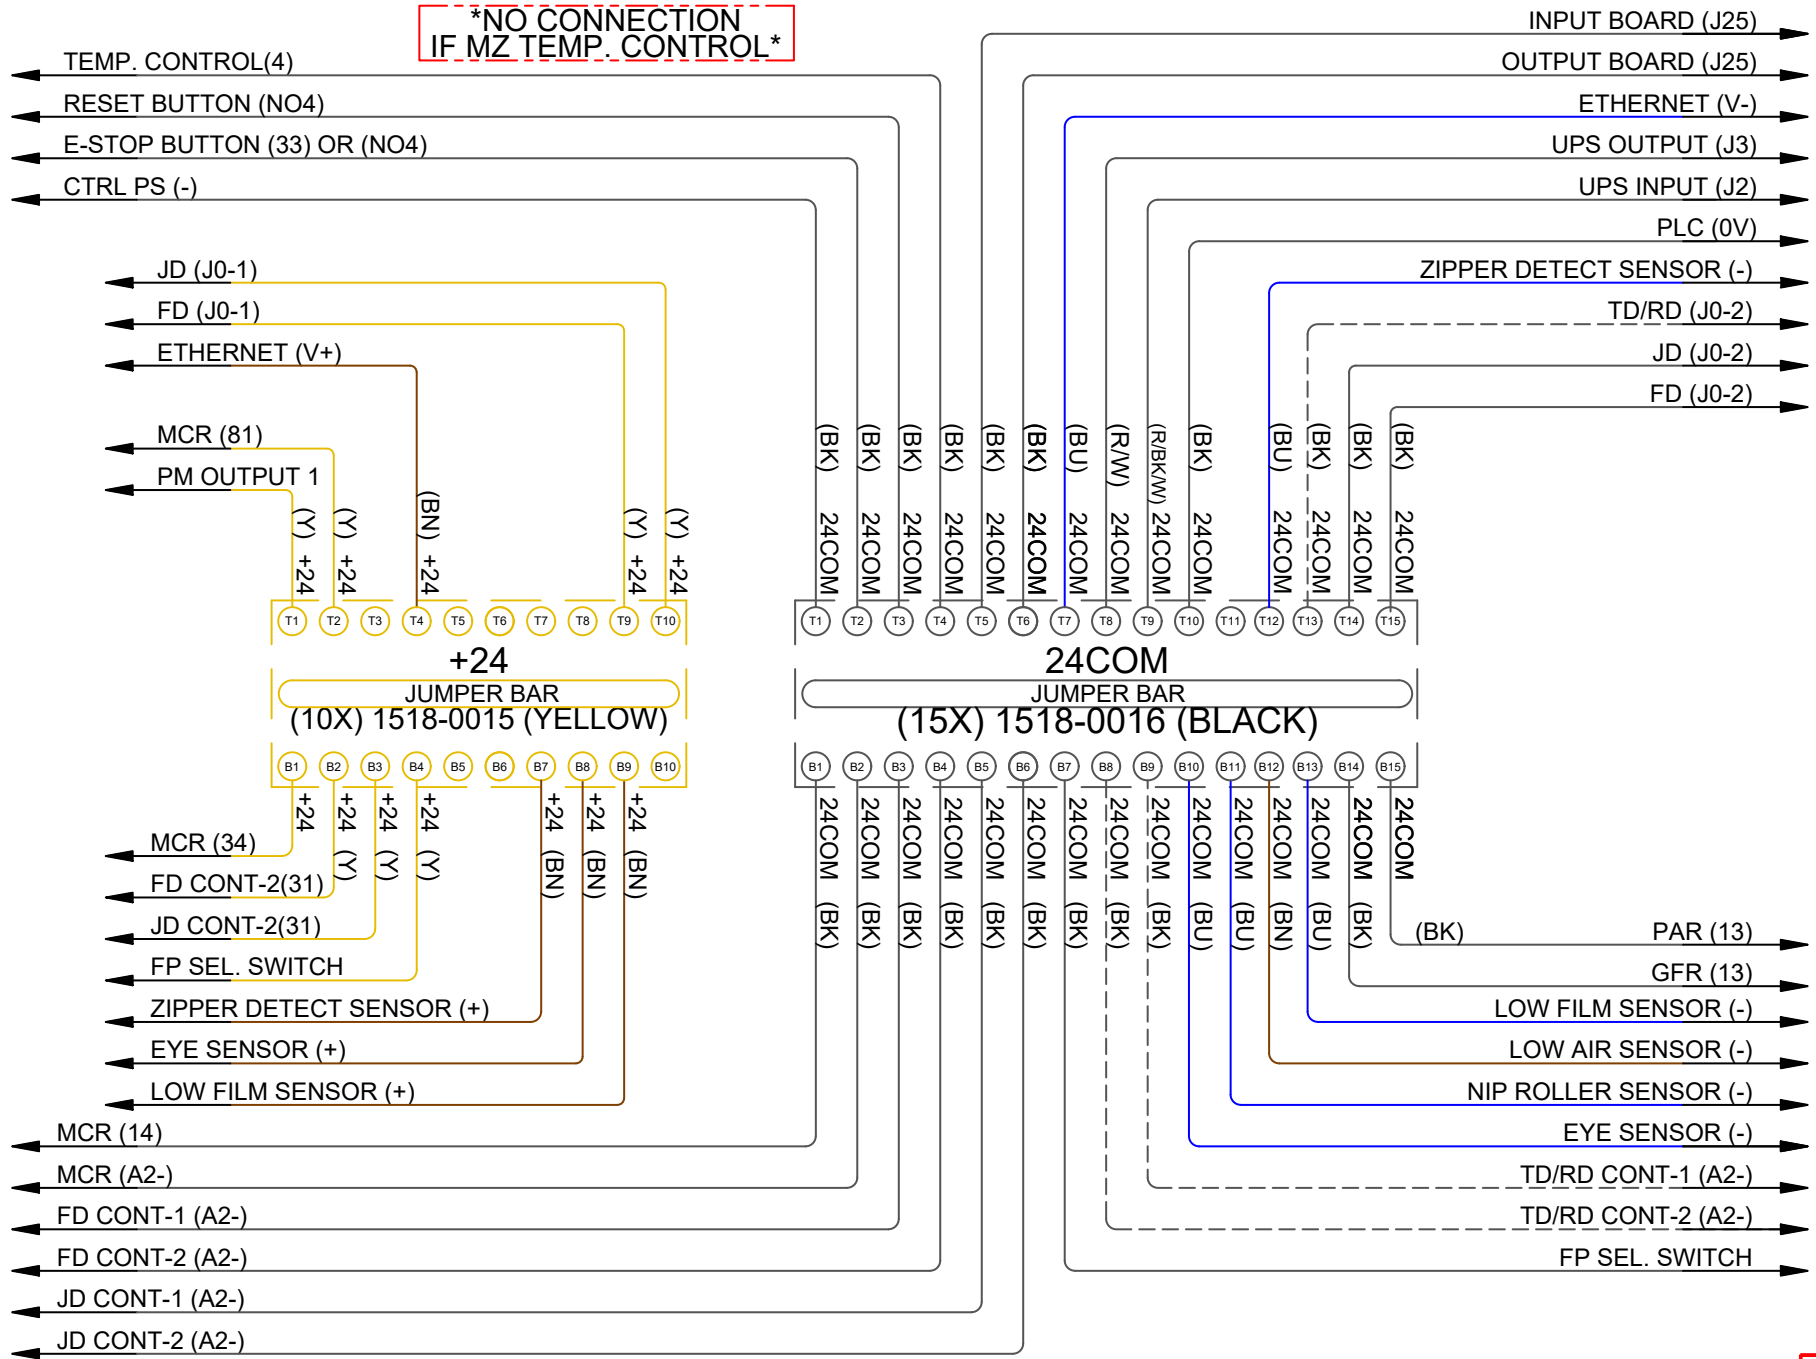 *NO CONNECTION
IF MZ TEMP. CONTROL*
TEMP. CONTROL(4)
RESET BUTTON (NO4)
E-STOP BUTTON (33) OR (NO4)
CTRL PS (-)
INPUT BOARD (J25)
OUTPUT BOARD (J25)
ETHERNET (V-)
UPS OUTPUT (J3)
UPS INPUT (J2)
PLC (0V)
ZIPPER DETECT SENSOR (-)
TD/RD (J0-2)
JD (J0-2)
FD (J0-2)
JD (J0-1)
FD (J0-1)
ETHERNET (V+)
MCR (81)
PM OUTPUT 1
(Y) +24
(Y) +24
(BN) +24
(Y) +24
(Y) +24
(BK) 24COM
(BK) 24COM
(BK) 24COM
(BK) 24COM
(BK) 24COM
(BK) 24COM
(BU) 24COM
(R/W) 24COM
(R/BK/W) 24COM
(BK) 24COM
(BU) 24COM
(BK) 24COM
(BK) 24COM
(BK) 24COM
T1 T2 T3 T4 T5 T6 T7 T8 T9 T10
+24
JUMPER BAR
(10X) 1518-0015 (YELLOW)
B1 B2 B3 B4 B5 B6 B7 B8 B9 B10
T1 T2 T3 T4 T5 T6 T7 T8 T9 T10 T11 T12 T13 T14 T15
24COM
JUMPER BAR
(15X) 1518-0016 (BLACK)
B1 B2 B3 B4 B5 B6 B7 B8 B9 B10 B11 B12 B13 B14 B15
+24
+24 (Y)
+24 (Y)
+24 (Y)
+24 (BN)
+24 (BN)
+24 (BN)
24COM (BK)
24COM (BK)
24COM (BK)
24COM (BK)
24COM (BK)
24COM (BK)
24COM (BK)
24COM (BK)
24COM (BK)
24COM (BU)
24COM (BU)
24COM (BN)
24COM (BU)
24COM (BK)
24COM
(BK)
MCR (34)
FD CONT-2(31)
JD CONT-2(31)
FP SEL. SWITCH
ZIPPER DETECT SENSOR (+)
EYE SENSOR (+)
LOW FILM SENSOR (+)
MCR (14)
MCR (A2-)
FD CONT-1 (A2-)
FD CONT-2 (A2-)
JD CONT-1 (A2-)
JD CONT-2 (A2-)
PAR (13)
GFR (13)
LOW FILM SENSOR (-)
LOW AIR SENSOR (-)
NIP ROLLER SENSOR (-)
EYE SENSOR (-)
TD/RD CONT-1 (A2-)
TD/RD CONT-2 (A2-)
FP SEL. SWITCH